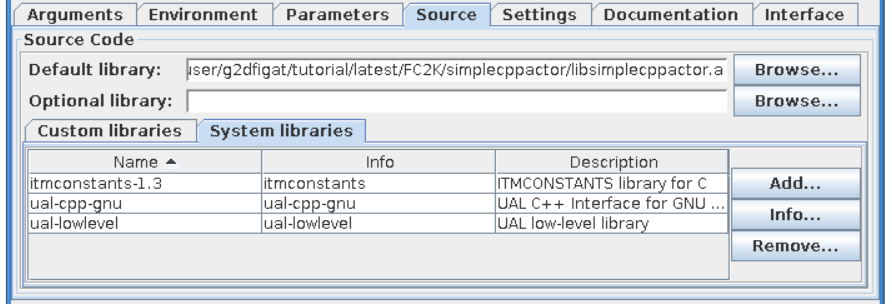 Arguments Environment Parameters Source Settings Documentation Interface
Source Code
Default library: user/g2dfigat/tutorial/latest/FC2K/simplecppactor/libsimplecppactor.a Browse...
Optional library: Browse...
Custom libraries System libraries
Name Info Description
itmconstants-1.3 itmconstants ITMCONSTANTS library for C Add...
ual-cpp-gnu ual-cpp-gnu UAL C++ Interface for GNU ... Info...
ual-lowlevel ual-lowlevel UAL low-level library
Remove...